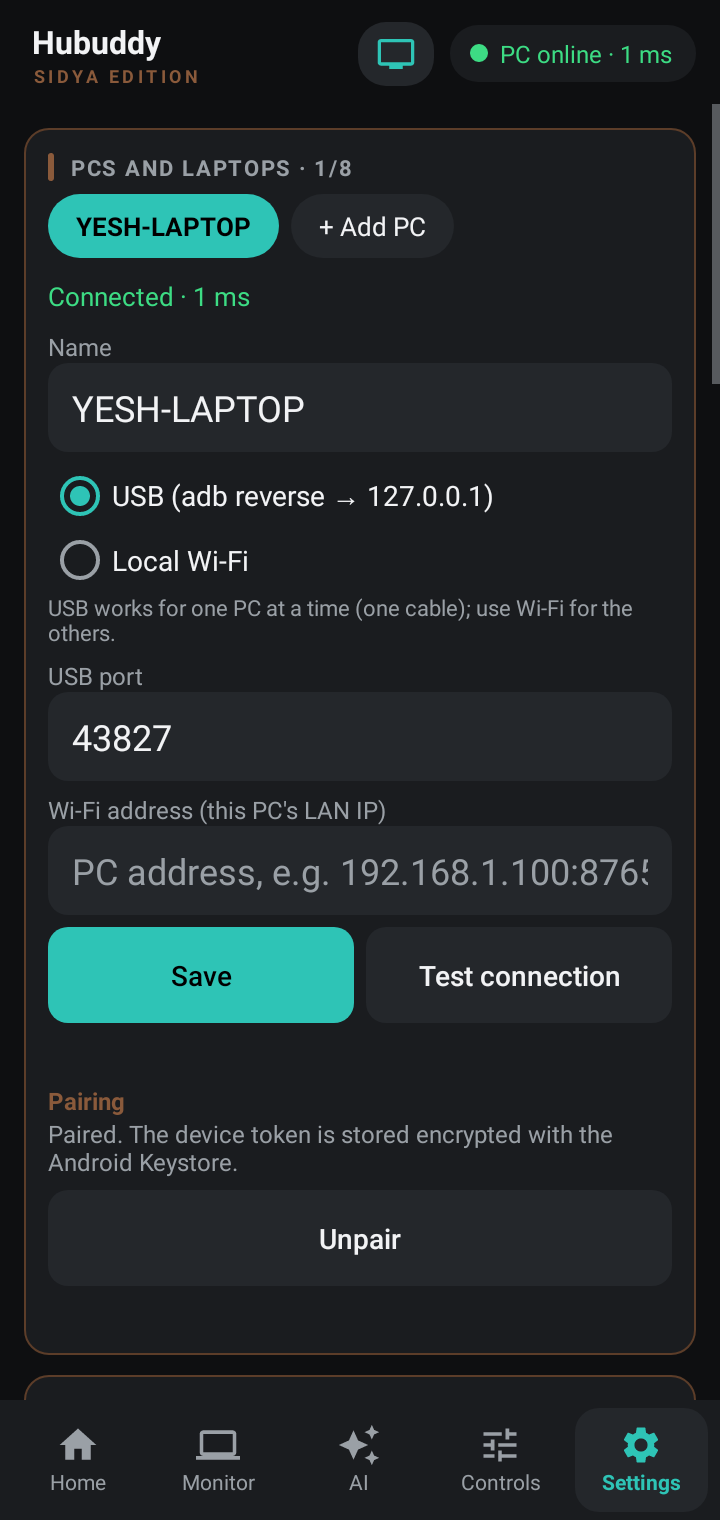 Hubuddy
SIDYA EDITION
PC online · 1 ms
PCS AND LAPTOPS · 1/8
YESH-LAPTOP
+ Add PC
Connected · 1 ms
Name
YESH-LAPTOP
USB (adb reverse → 127.0.0.1)
Local Wi-Fi
USB works for one PC at a time (one cable); use Wi-Fi for the
others.
USB port
43827
Wi-Fi address (this PC's LAN IP)
PC address, e.g. 192.168.1.100:8765
Save
Test connection
Pairing
Paired. The device token is stored encrypted with the
Android Keystore.
Unpair
Home
Monitor
AI
Controls
Settings